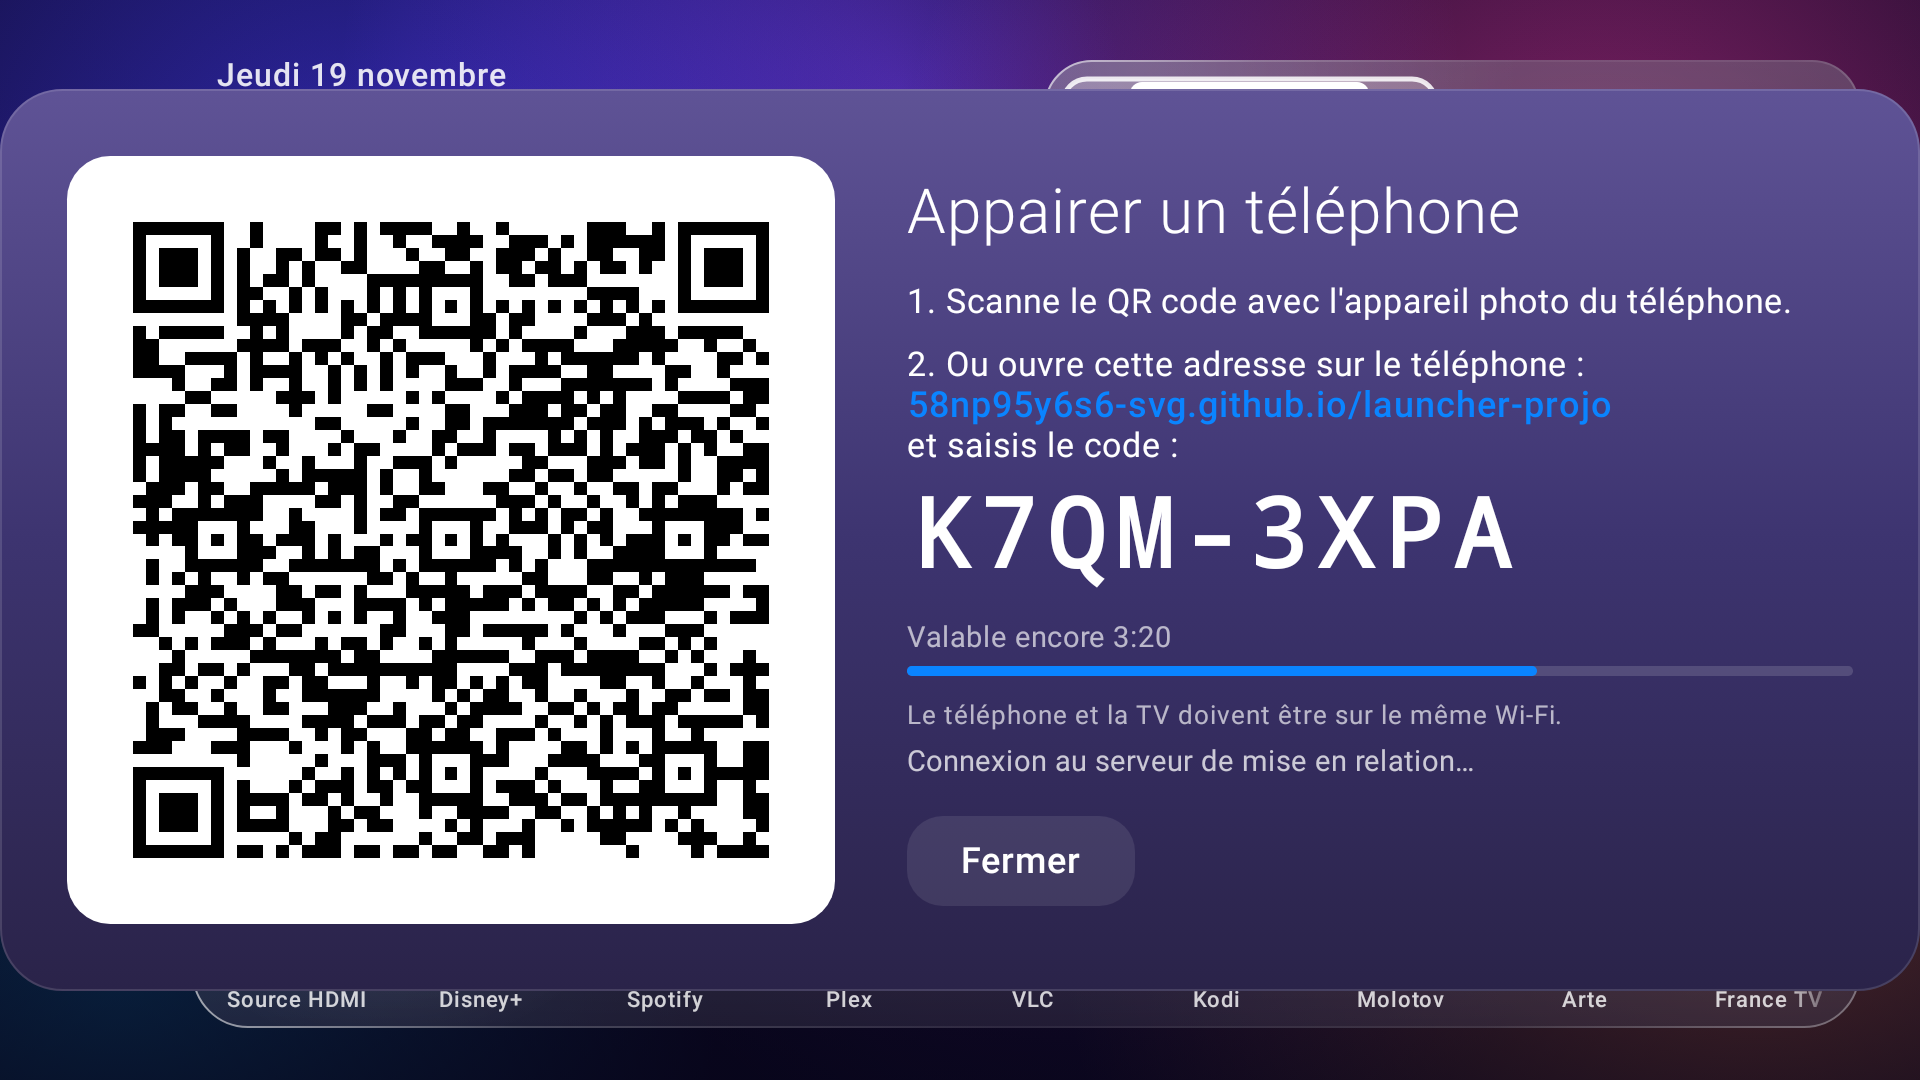 Jeudi 19 novembre
Appairer un téléphone
1. Scanne le QR code avec l'appareil photo du téléphone.
2. Ou ouvre cette adresse sur le téléphone :
58np95y6s6-svg.github.io/launcher-projo
et saisis le code :
K7QM-3XPA
Valable encore 3:20
Le téléphone et la TV doivent être sur le même Wi-Fi.
Connexion au serveur de mise en relation…
Fermer
Source HDMI Disney+ Spotify Plex VLC Kodi Molotov Arte France TV